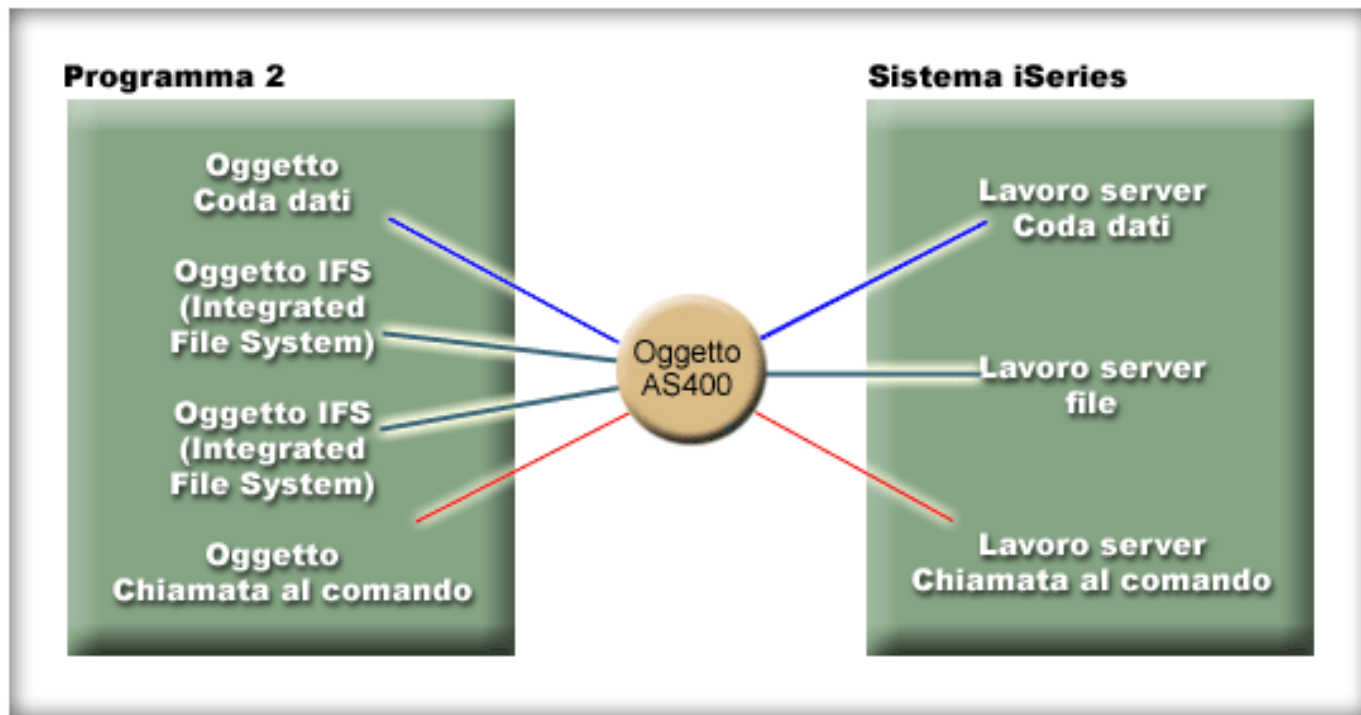 Programma 2
Oggetto
Coda dati
Oggetto IFS
(Integrated
File System)
Oggetto IFS
(Integrated
File System)
Oggetto
Chiamata al comando
Oggetto
AS400
Sistema iSeries
Lavoro server
Coda dati
Lavoro server
file
Lavoro server
Chiamata al comando